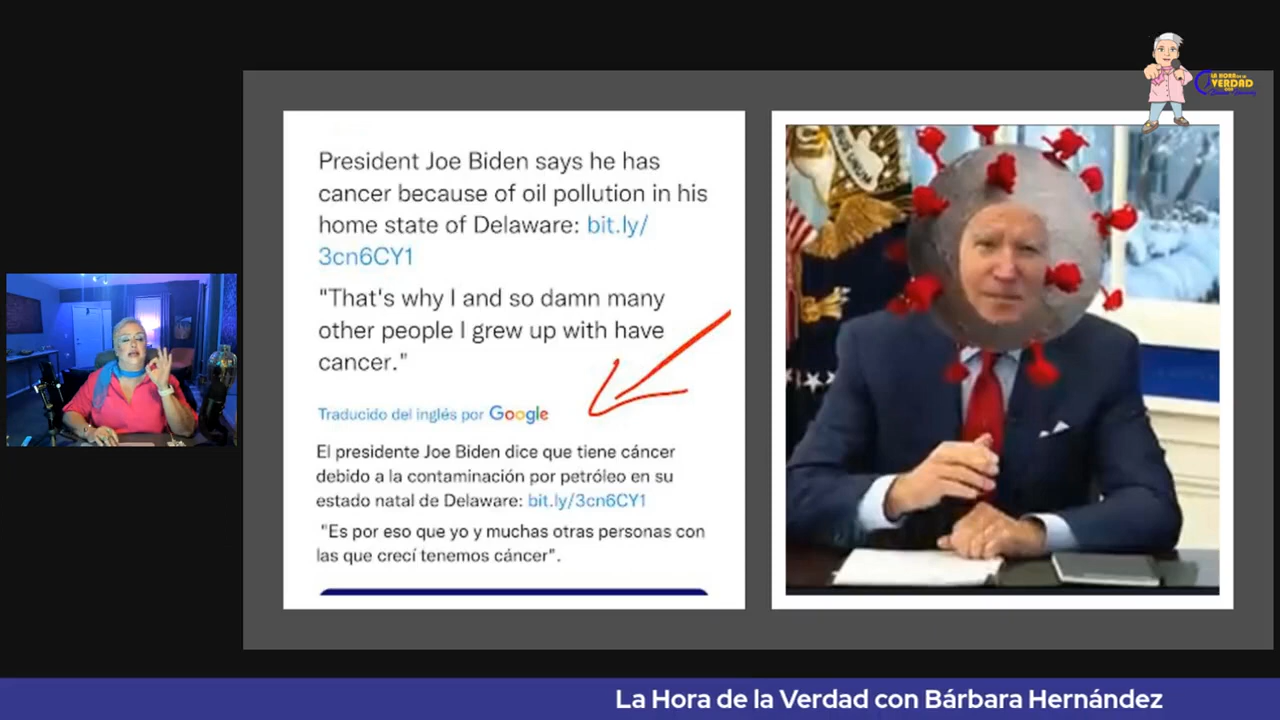 LA HORA DE LA
VERDAD
President Joe Biden says he has
cancer because of oil pollution in his
home state of Delaware: bit.ly/
3cn6CY1
"That's why I and so damn many
other people I grew up with have
cancer."
Traducido del inglés por Google
El presidente Joe Biden dice que tiene cáncer
debido a la contaminación por petróleo en su
estado natal de Delaware: bit.ly/3cn6CY1
"Es por eso que yo y muchas otras personas con
las que crecí tenemos cáncer".
La Hora de la Verdad con Bárbara Hernández